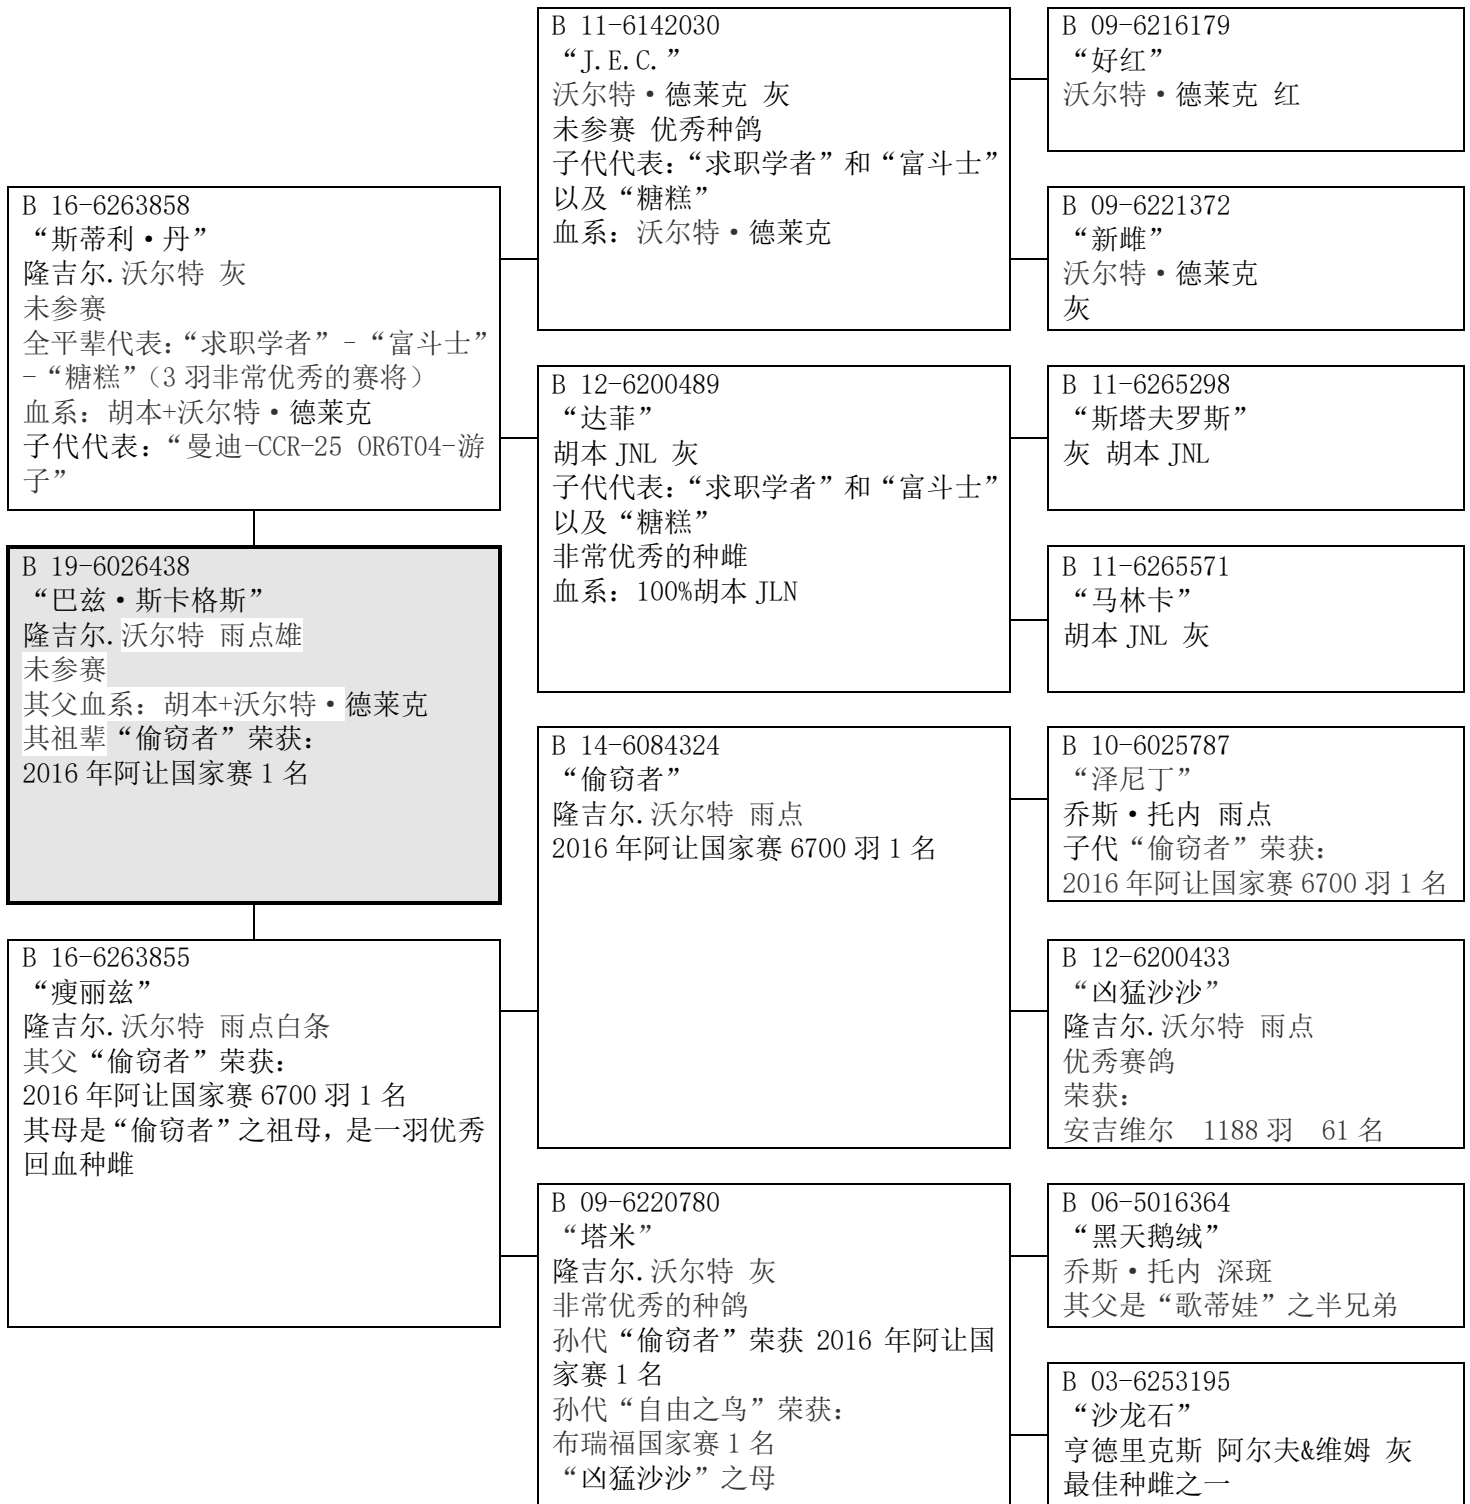 B 16-6263858
“斯蒂利·丹”
隆吉尔.沃尔特 灰
未参赛
全平辈代表：“求职学者”-“富斗士”
-“糖糕”（3 羽非常优秀的赛将）
血系：胡本+沃尔特·德莱克
子代代表：“曼迪-CCR-25 OR6T04-游
子”
B 19-6026438
“巴兹·斯卡格斯”
隆吉尔.沃尔特 雨点雄
未参赛
其父血系：胡本+沃尔特·德莱克
其祖辈“偷窃者”荣获：
2016 年阿让国家赛 1 名
B 16-6263855
“瘦丽兹”
隆吉尔.沃尔特 雨点白条
其父“偷窃者”荣获：
2016 年阿让国家赛 6700 羽 1 名
其母是“偷窃者”之祖母，是一羽优秀
回血种雌
B 11-6142030
“J.E.C.”
沃尔特·德莱克 灰
未参赛 优秀种鸽
子代代表：“求职学者”和“富斗士”
以及“糖糕”
血系：沃尔特·德莱克
B 12-6200489
“达菲”
胡本 JNL 灰
子代代表：“求职学者”和“富斗士”
以及“糖糕”
非常优秀的种雌
血系：100%胡本 JLN
B 14-6084324
“偷窃者”
隆吉尔.沃尔特 雨点
2016 年阿让国家赛 6700 羽 1 名
B 09-6220780
“塔米”
隆吉尔.沃尔特 灰
非常优秀的种鸽
孙代“偷窃者”荣获 2016 年阿让国
家赛 1 名
孙代“自由之鸟”荣获：
布瑞福国家赛 1 名
“凶猛沙沙”之母
B 09-6216179
“好红”
沃尔特·德莱克 红
B 09-6221372
“新雌”
沃尔特·德莱克
灰
B 11-6265298
“斯塔夫罗斯”
灰 胡本 JNL
B 11-6265571
“马林卡”
胡本 JNL 灰
B 10-6025787
“泽尼丁”
乔斯·托内 雨点
子代“偷窃者”荣获：
2016 年阿让国家赛 6700 羽 1 名
B 12-6200433
“凶猛沙沙”
隆吉尔.沃尔特 雨点
优秀赛鸽
荣获：
安吉维尔 1188 羽 61 名
B 06-5016364
“黑天鹅绒”
乔斯·托内 深斑
其父是“歌蒂娃”之半兄弟
B 03-6253195
“沙龙石”
亨德里克斯 阿尔夫&维姆 灰
最佳种雌之一